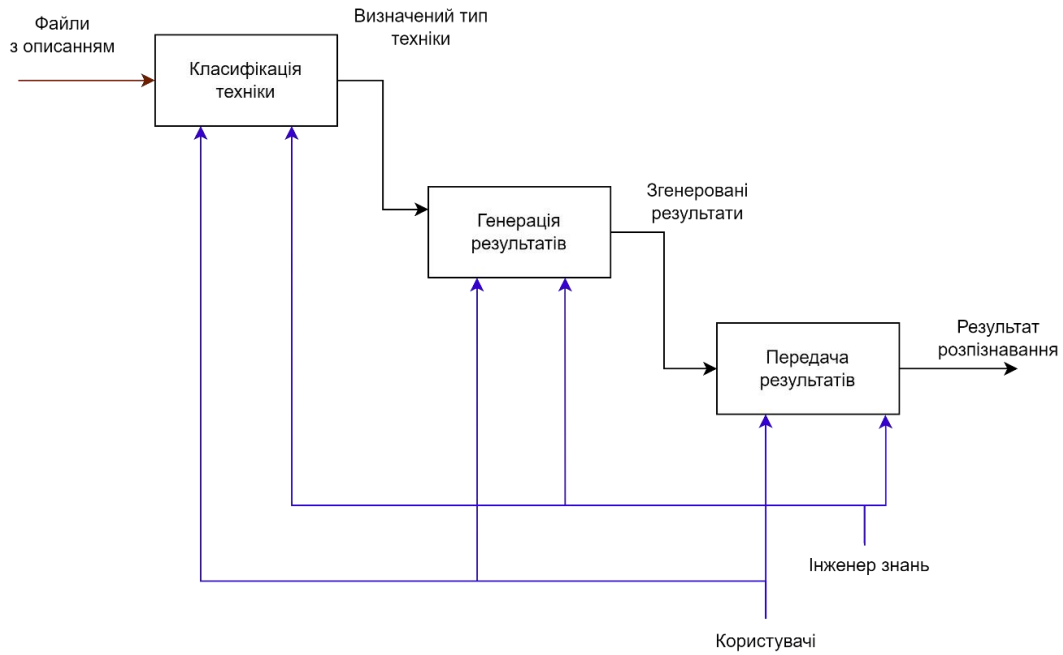 Файли
з описанням
Визначений тип
техніки
Класифікація
техніки
Згенеровані
результати
Генерація
результатів
Результат
розпізнавання
Передача
результатів
Інженер знань
Користувачі